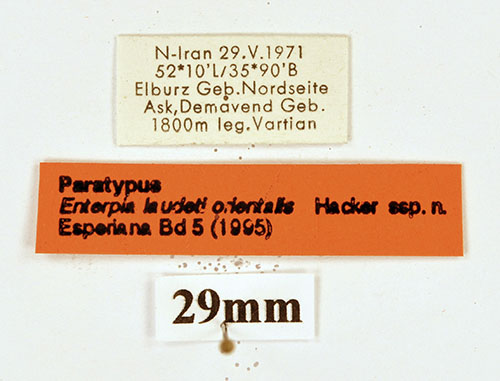 N-Iran 29.V.1971
52*10'L/35*90'B
Elburz Geb.Nordseite
Ask,Demavend Geb.
1800m leg.Vartian
Paratypus
Enterpia laudeti orientalis Hacker ssp. n.
Esperiana Bd 5 (1995)
29mm